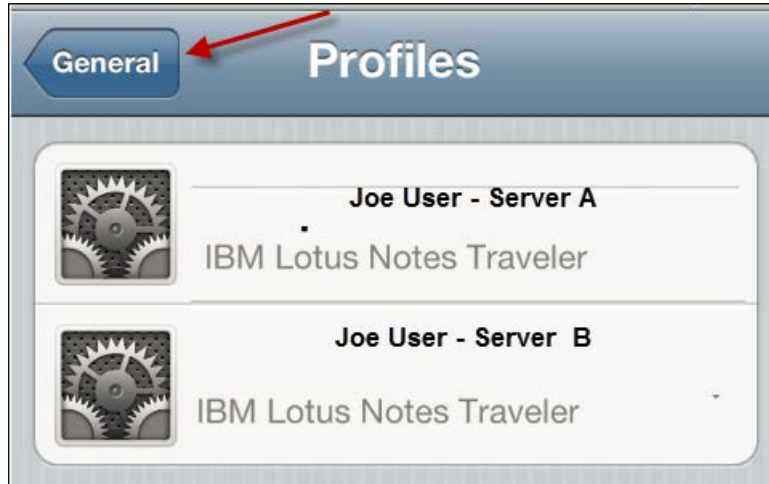 General
Profiles
Joe User - Server A
IBM Lotus Notes Traveler
Joe User - Server B
IBM Lotus Notes Traveler